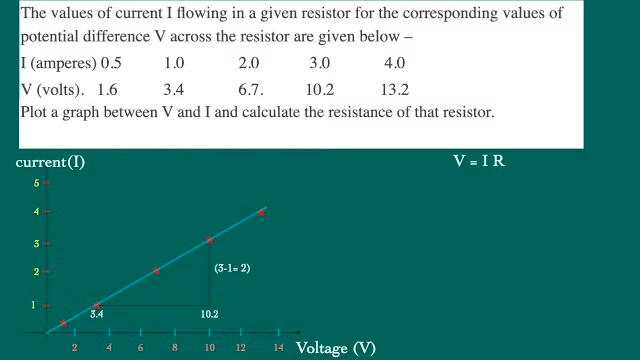 The values of current I flowing in a given resistor for the corresponding values of
potential difference V across the resistor are given below –
I (amperes) 0.5 1.0 2.0 3.0 4.0
V (volts). 1.6 3.4 6.7. 10.2 13.2
Plot a graph between V and I and calculate the resistance of that resistor.
current(I)
V = I R
5
4
3
(3-1= 2)
2
1
3.4 10.2
2 4 6 8 10 12 14 Voltage (V)